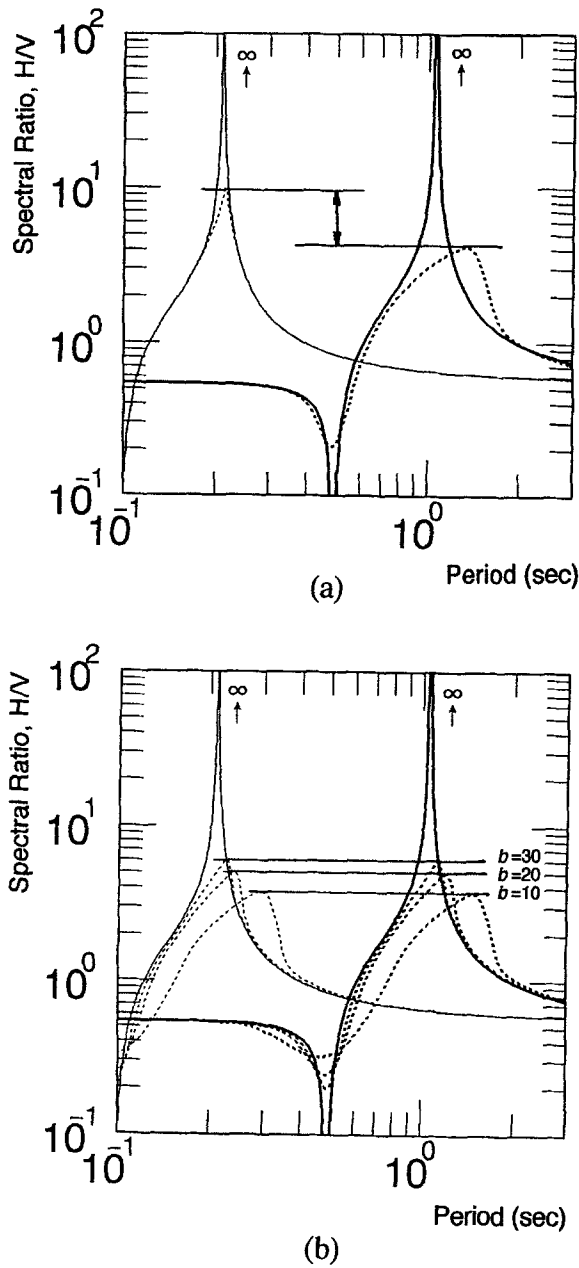 Spectral Ratio, H/V
10²
10¹
10⁰
10⁻¹
∞
∞
10⁻¹
10⁰
Period (sec)
(a)
Spectral Ratio, H/V
10²
10¹
10⁰
10⁻¹
∞
∞
b=30
b=20
b=10
10⁻¹
10⁰
Period (sec)
(b)